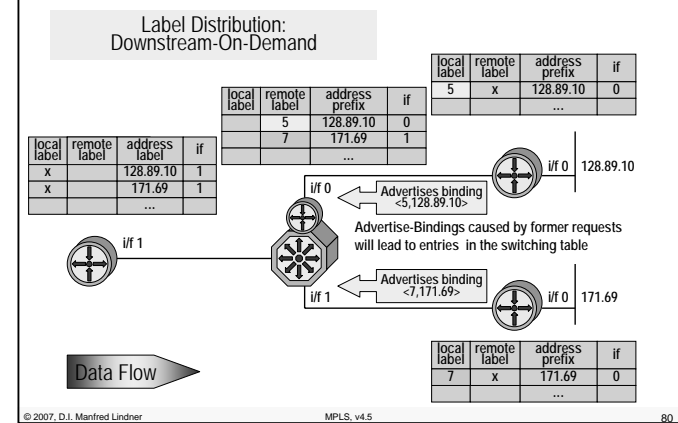 Label Distribution:
Downstream-On-Demand
local label remote label address prefix if
5 x 128.89.10 0
...
local label remote label address prefix if
5 128.89.10 0
7 171.69 1
...
local label remote label address label if
x 128.89.10 1
x 171.69 1
...
i/f 0 128.89.10
i/f 0
Advertises binding
<5,128.89.10>
Advertise-Bindings caused by former requests
will lead to entries in the switching table
i/f 1
i/f 1
Advertises binding
<7,171.69>
i/f 0 171.69
local label remote label address prefix if
7 x 171.69 0
...
Data Flow
© 2007, D.I. Manfred Lindner MPLS, v4.5 80